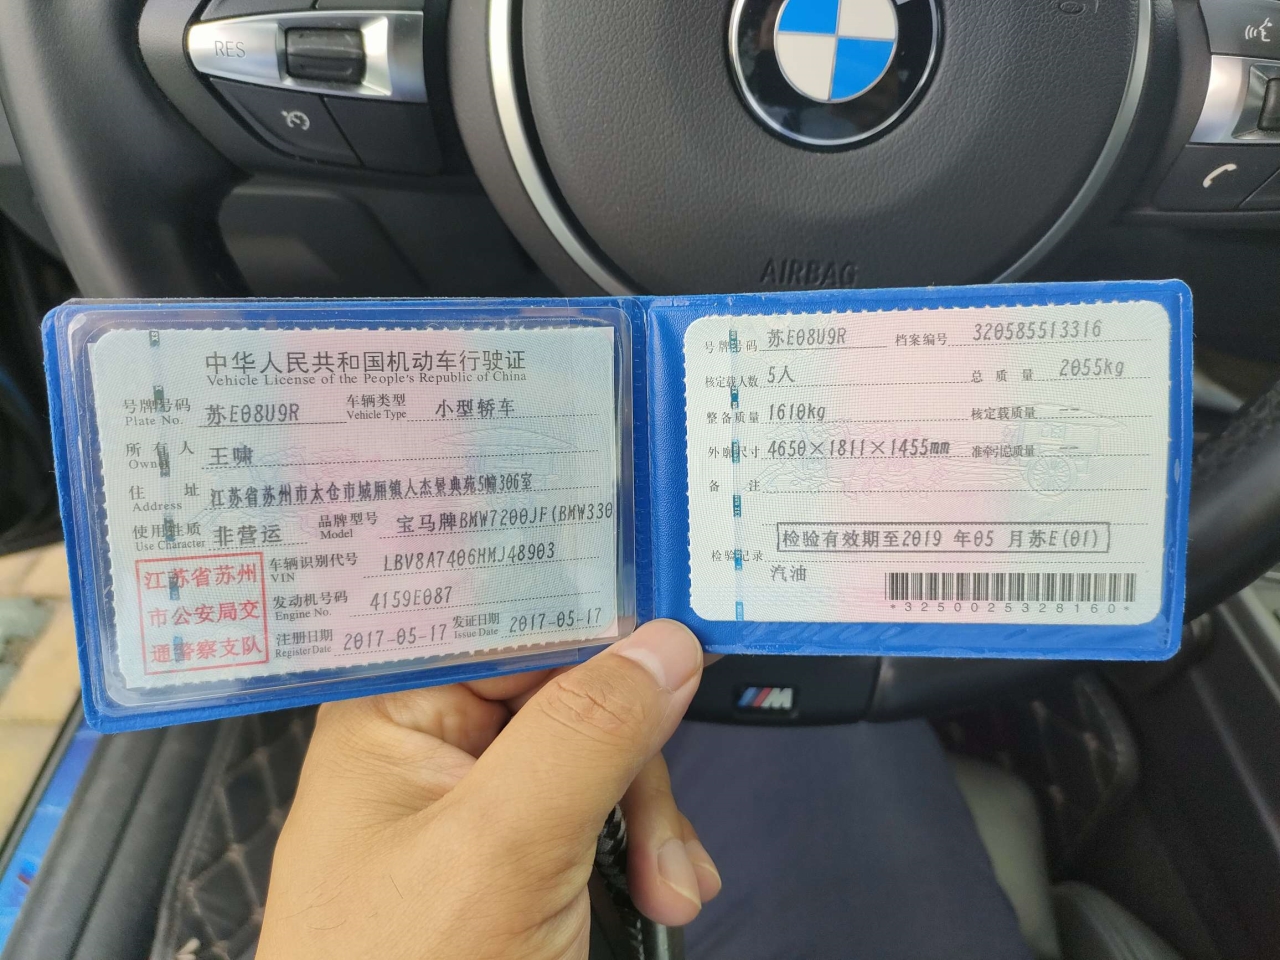 RES
AIRBAG
中华人民共和国机动车行驶证
Vehicle License of the People's Republic of China
号牌号码 苏E08U9R 车辆类型 小型轿车
Plate No. Vehicle Type
所有人 王啸
Owner
住址 江苏省苏州市太仓市城厢镇人杰景典苑5幢306室
Address
使用性质 非营运 品牌型号 宝马牌BMW7200JF(BMW330
Use Character Model
江苏省苏州
市公安局交
通警察支队
车辆识别代号 LBV8A7406HMJ48903
VIN
发动机号码 4159E087
Engine No.
注册日期 2017-05-17 发证日期 2017-05-17
Register Date Issue Date
号牌号码 苏E08U9R 档案编号 320585513316
核定载人数 5人 总质量 2055kg
整备质量 1610kg 核定载质量 --
外廓尺寸 4650×1811×1455mm 准牵引总质量 --
备注
检验有效期至2019 年05 月苏E(01)
检验记录
汽油
*3250025328160*
M